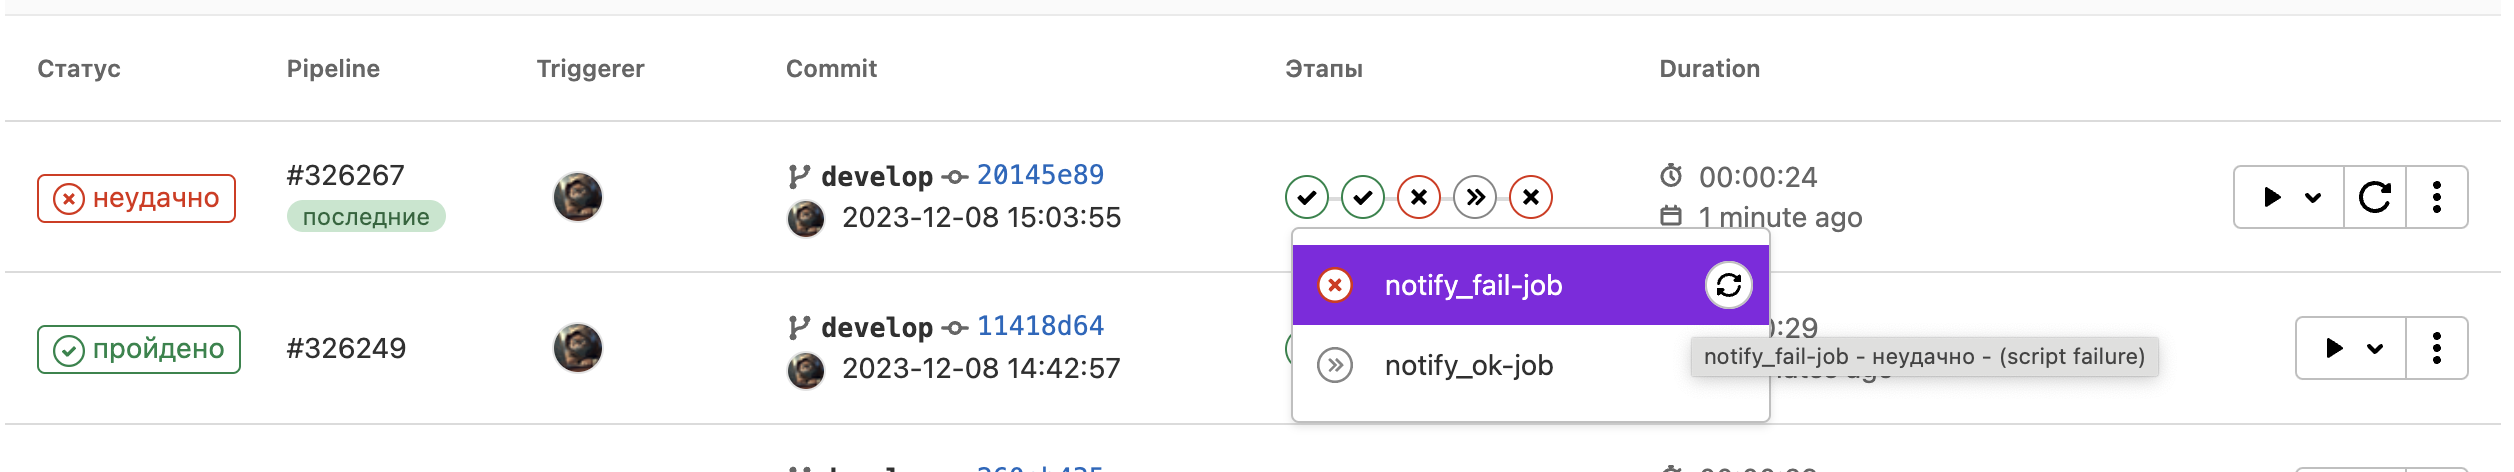 Статус Pipeline Triggerer Commit Этапы Duration
неудачно #326267 develop 20145e89 00:00:24
последние 2023-12-08 15:03:55 1 minute ago
notify_fail-job
пройдено #326249 develop 11418d64 :29
2023-12-08 14:42:57 notify_ok-job notify_fail-job - неудачно - (script failure)
ago